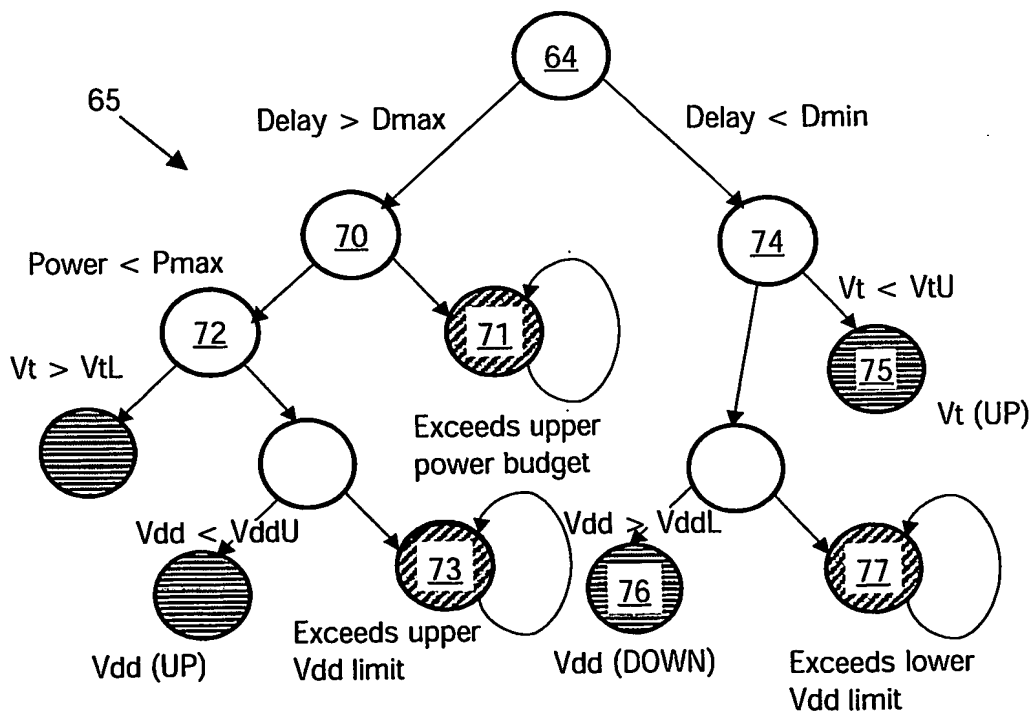 64
65
Delay > Dmax
Delay < Dmin
70
74
Power < Pmax
Vt < VtU
72
71
75
Vt > VtL
Vt (UP)
Exceeds upper
power budget
Vdd < VddU
Vdd > VddL
73
76
77
Vdd (UP)
Exceeds upper
Vdd limit
Vdd (DOWN)
Exceeds lower
Vdd limit